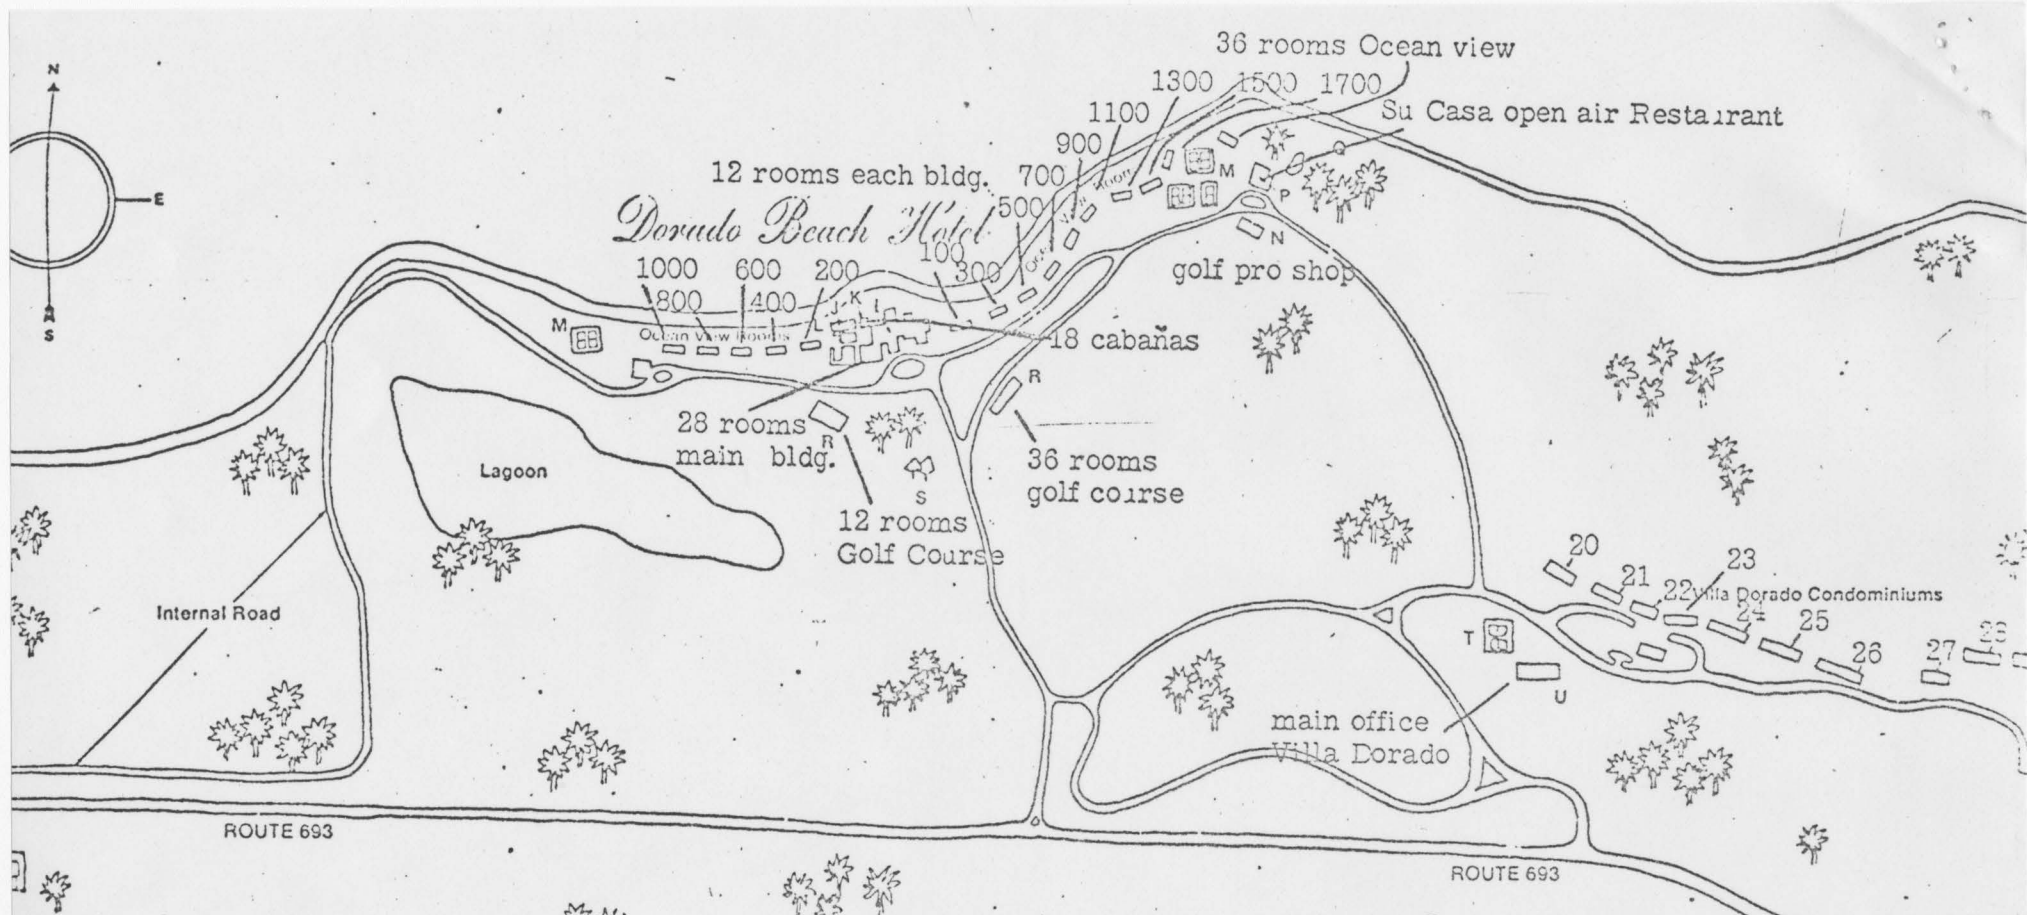 N
E
S
36 rooms Ocean view
1300 1500 1700
1100
Su Casa open air Restaurant
900
12 rooms each bldg. 700
500
Dorado Beach Hotel
100
300
1000 600 200
800 400
Ocean View Rooms
Ocean
M
K
L
M
Q
P
N
golf pro shop
18 cabañas
R
28 rooms
main bldg.
R
S
36 rooms
golf course
12 rooms
Golf Course
Lagoon
Internal Road
20
21
22
23
Villa Dorado Condominiums
24
25
26
27
28
T
U
main office
Villa Dorado
ROUTE 693
ROUTE 693